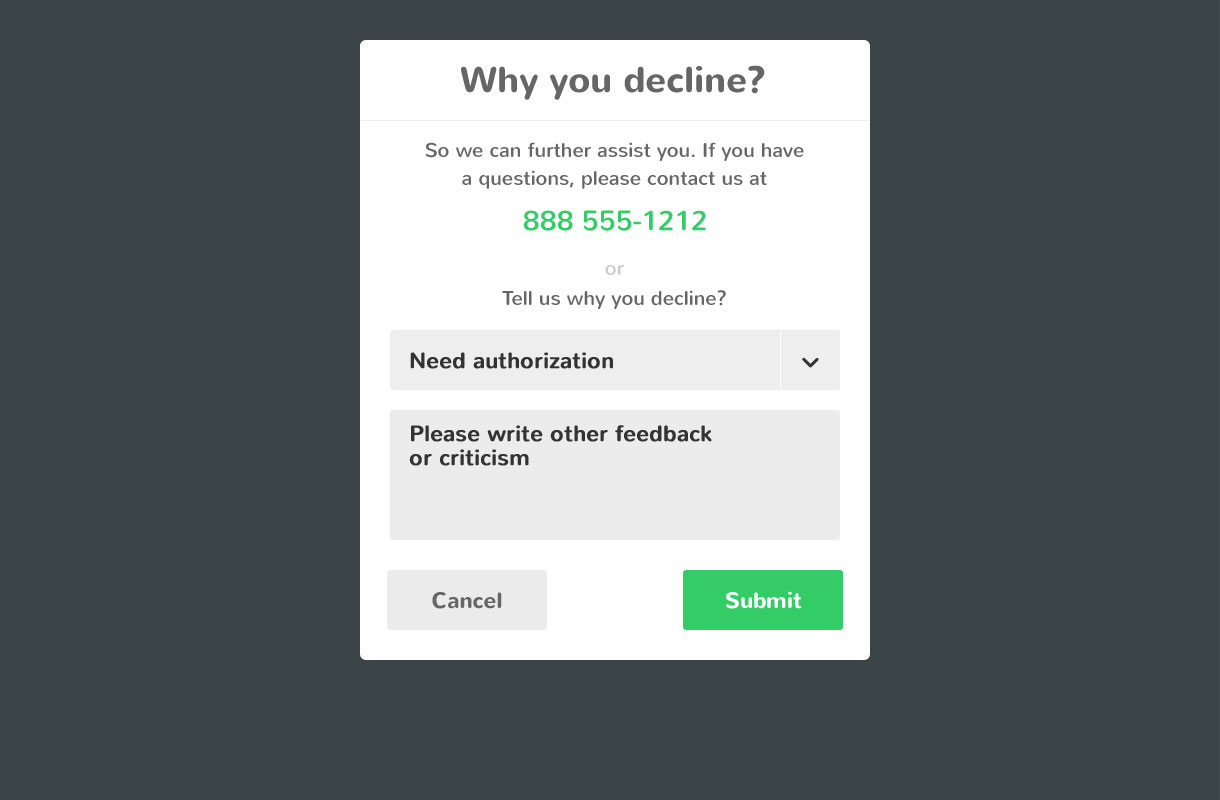 Why you decline?
So we can further assist you. If you have
a questions, please contact us at
888 555-1212
or
Tell us why you decline?
Need authorization
Please write other feedback
or criticism
Cancel
Submit